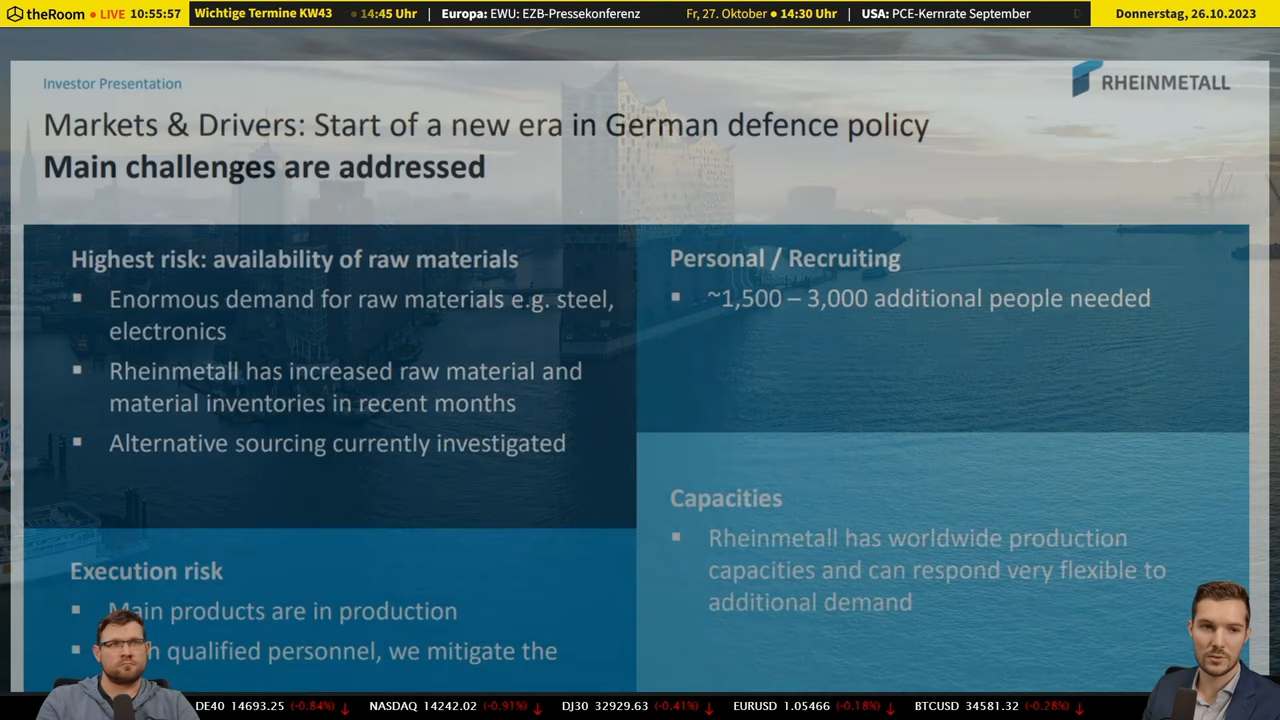 theRoom • LIVE 10:55:57 Wichtige Termine KW43 14:45 Uhr | Europa: EWU: EZB-Pressekonferenz Fr, 27. Oktober • 14:30 Uhr | USA: PCE-Kernrate September Donnerstag, 26.10.2023
Investor Presentation
RHEINMETALL
Markets & Drivers: Start of a new era in German defence policy
Main challenges are addressed
Highest risk: availability of raw materials
▪ Enormous demand for raw materials e.g. steel,
electronics
▪ Rheinmetall has increased raw material and
material inventories in recent months
▪ Alternative sourcing currently investigated
Execution risk
▪ Main products are in production
▪ qualified personnel, we mitigate the
Personal / Recruiting
▪ ~1,500 – 3,000 additional people needed
Capacities
▪ Rheinmetall has worldwide production
capacities and can respond very flexible to
additional demand
DE40 14693.25 (-0.84%) ↓ NASDAQ 14242.02 (-0.91%) ↓ DJ30 32929.63 (-0.41%) ↓ EURUSD 1.05466 (-0.18%) ↓ BTCUSD 34581.32 (-0.28%) ↓